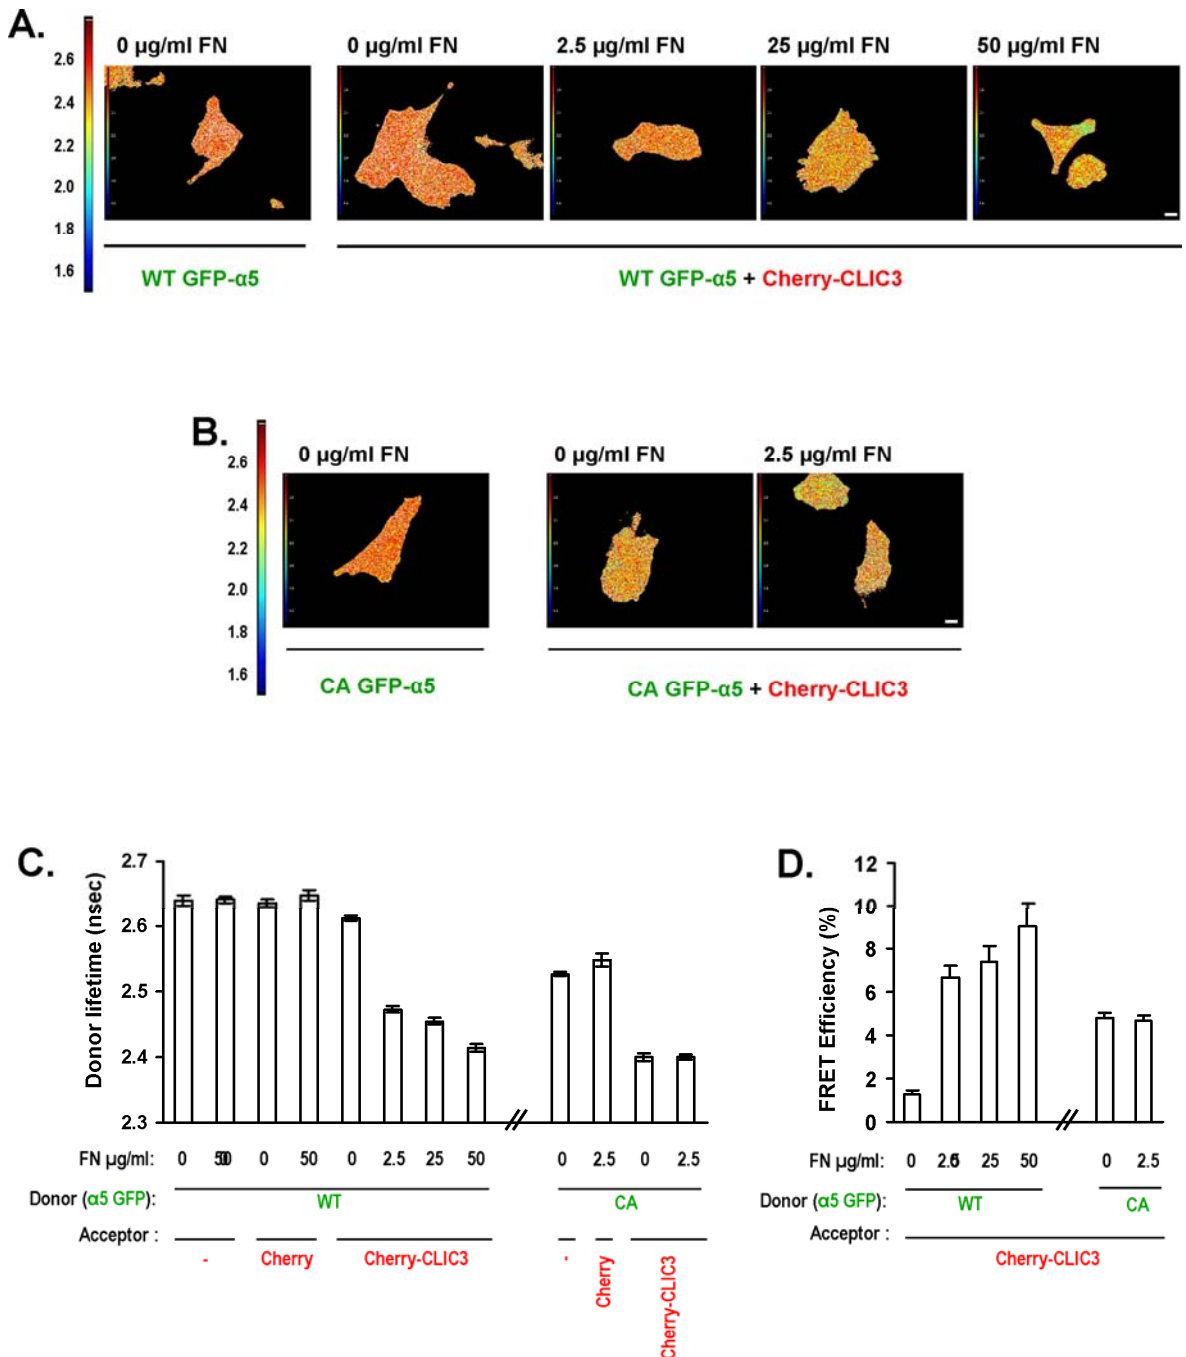 A.
0 µg/ml FN 0 µg/ml FN 2.5 µg/ml FN 25 µg/ml FN 50 µg/ml FN
2.6
2.4
2.2
2.0
1.8
1.6
WT GFP-α5 WT GFP-α5 + Cherry-CLIC3
B.
0 µg/ml FN 0 µg/ml FN 2.5 µg/ml FN
2.6
2.4
2.2
2.0
1.8
1.6
CA GFP-α5 CA GFP-α5 + Cherry-CLIC3
C.
Donor lifetime (nsec)
2.7
2.6
2.5
2.4
2.3
FN µg/ml: 0 50 0 50 0 2.5 25 50 0 2.5 0 2.5
Donor (α5 GFP): WT CA
Acceptor : - Cherry Cherry-CLIC3 - Cherry Cherry-CLIC3
D.
FRET Efficiency (%)
12
10
8
6
4
2
0
FN µg/ml: 0 2.5 25 50 0 2.5
Donor (α5 GFP): WT CA
Acceptor : Cherry-CLIC3